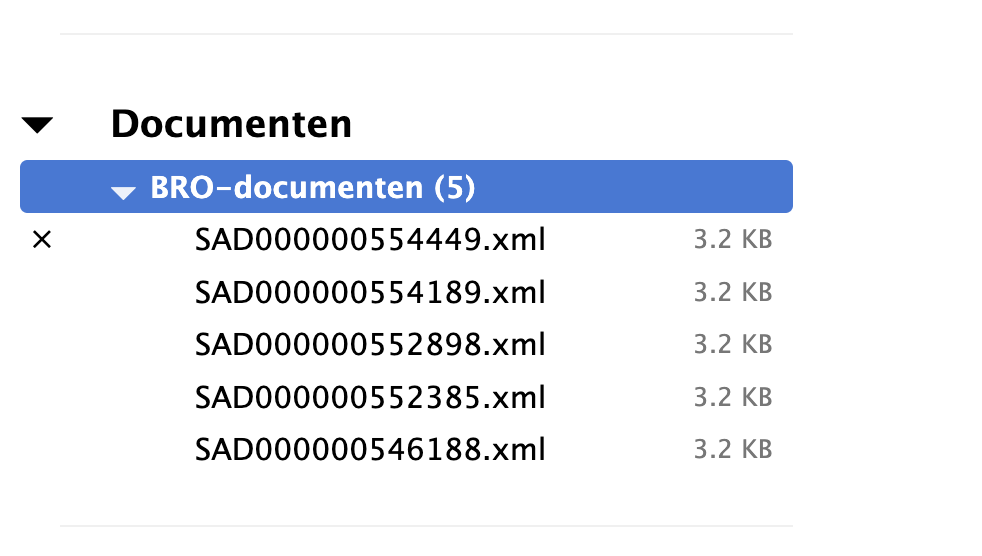 Documenten
BRO-documenten (5)
SAD000000554449.xml 3.2 KB
SAD000000554189.xml 3.2 KB
SAD000000552898.xml 3.2 KB
SAD000000552385.xml 3.2 KB
SAD000000546188.xml 3.2 KB